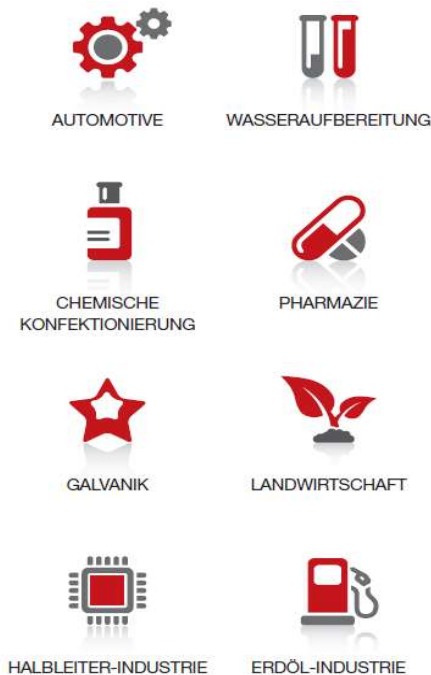 AUTOMOTIVE
WASSERAUFBEREITUNG
CHEMISCHE
KONFEKTIONIERUNG
PHARMAZIE
GALVANIK
LANDWIRTSCHAFT
HALBLEITER-INDUSTRIE
ERDÖL-INDUSTRIE